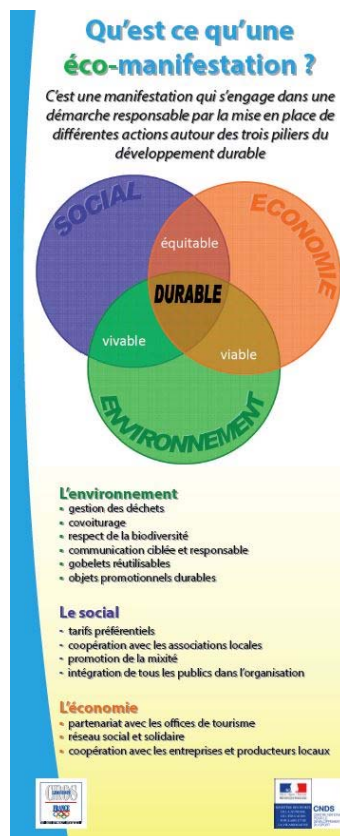 Qu'est ce qu'une
éco-manifestation ?
C'est une manifestation qui s'engage dans une
démarche responsable par la mise en place de
différentes actions autour des trois piliers du
développement durable
SOCIAL
ECONOMIE
équitable
DURABLE
vivable
viable
ENVIRONNEMENT
L'environnement
- gestion des déchets
- covoiturage
- respect de la biodiversité
- communication ciblée et responsable
- gobelets réutilisables
- objets promotionnels durables
Le social
- tarifs préférentiels
- coopération avec les associations locales
- promotion de la mixité
- intégration de tous les publics dans l'organisation
L'économie
- partenariat avec les offices de tourisme
- réseau social et solidaire
- coopération avec les entreprises et producteurs locaux
CROS
FRANCE
CNDS